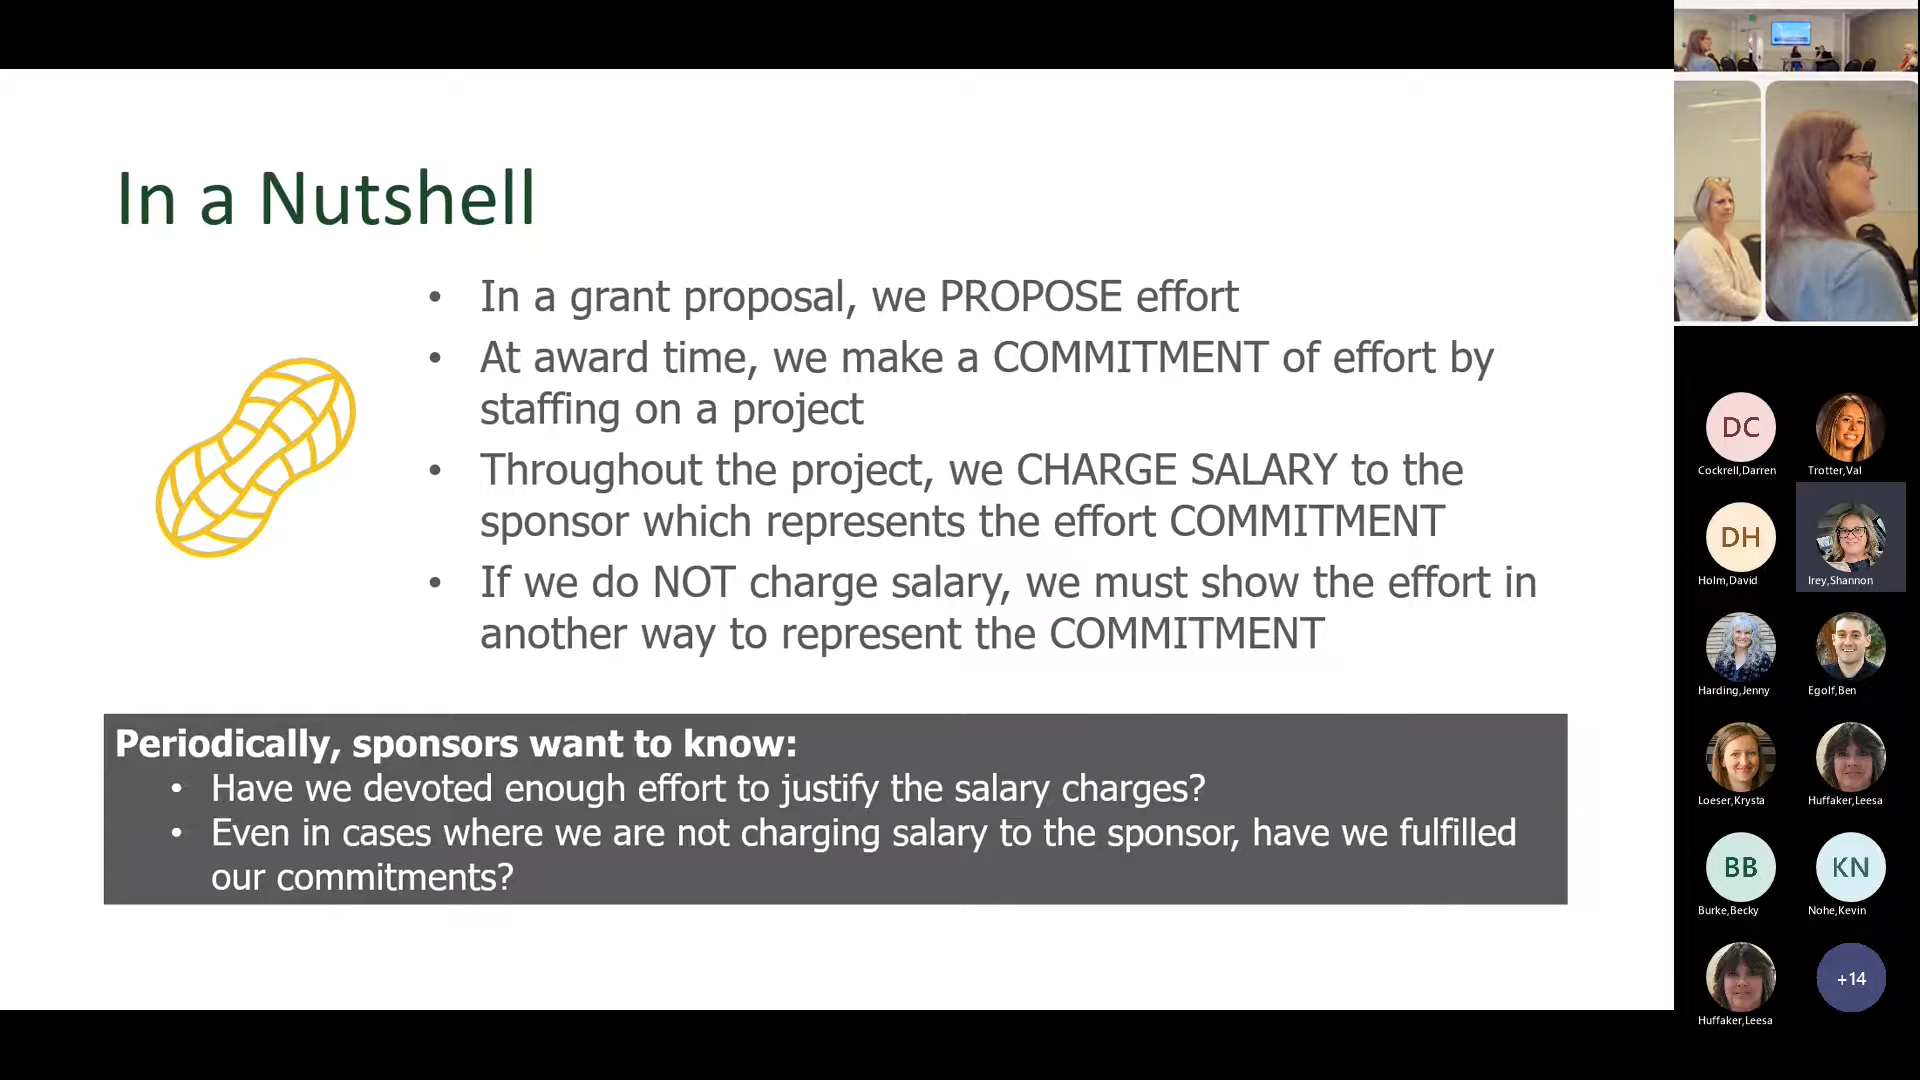 In a Nutshell
• In a grant proposal, we PROPOSE effort
• At award time, we make a COMMITMENT of effort by
staffing on a project
• Throughout the project, we CHARGE SALARY to the
sponsor which represents the effort COMMITMENT
• If we do NOT charge salary, we must show the effort in
another way to represent the COMMITMENT
Periodically, sponsors want to know:
• Have we devoted enough effort to justify the salary charges?
• Even in cases where we are not charging salary to the sponsor, have we fulfilled
our commitments?
DC
Cockrell,Darren
Trotter,Val
DH
Holm,David
Irey,Shannon
Harding,Jenny
Egolf,Ben
Loeser,Krysta
Huffaker,Leesa
BB
Burke,Becky
KN
Nohe,Kevin
Huffaker,Leesa
+14